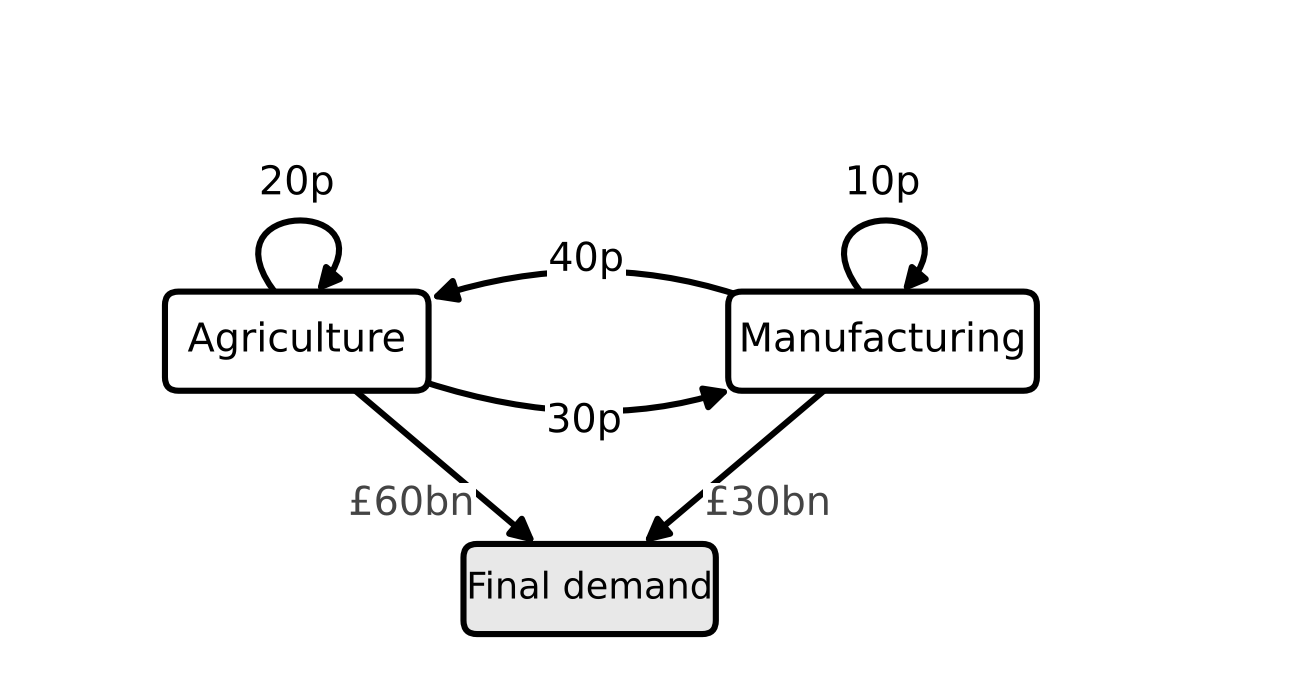 20p
10p
40p
Agriculture
Manufacturing
30p
£60bn
£30bn
Final demand